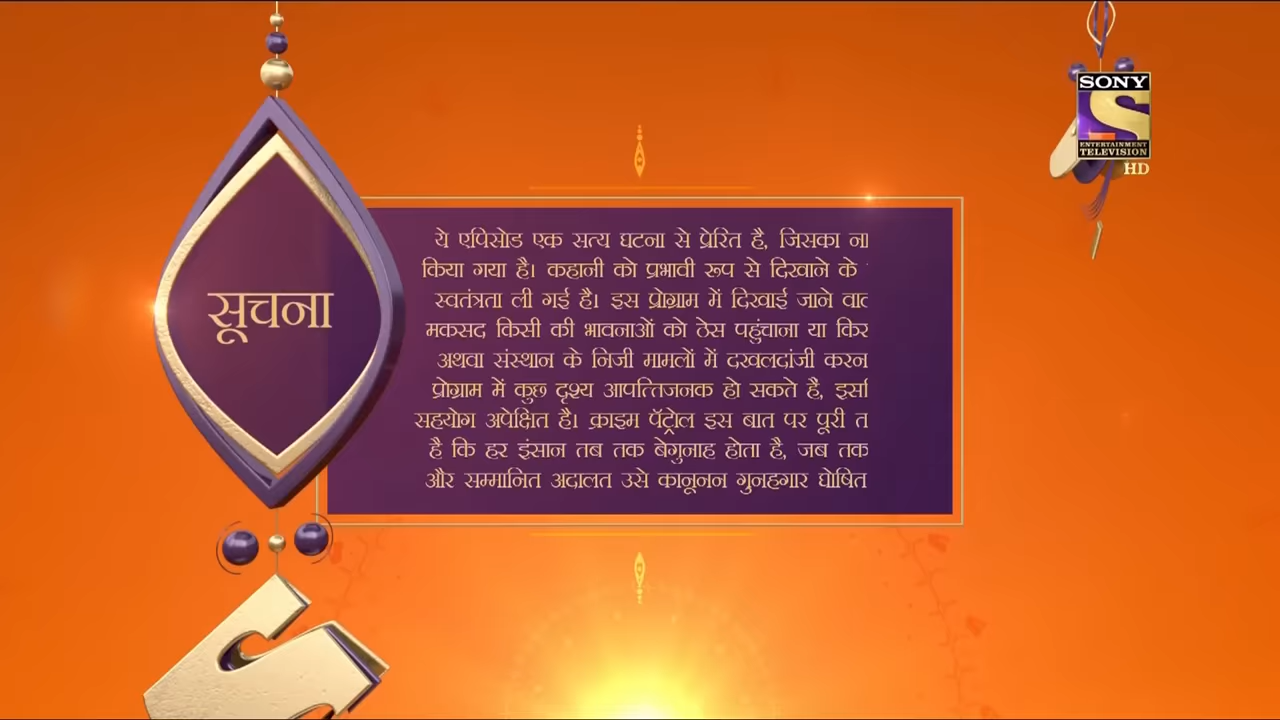 SONY
ENTERTAINMENT
TELEVISION
HD
सूचना
ये एपिसोड एक सत्य घटना से प्रेरित है, जिसका ना
किया गया है। कहानी को प्रभावी रूप से दिखाने के
स्वतंत्रता ली गई है। इस प्रोग्राम में दिखाई जाने
मकसद किसी की भावनाओं को ठेस पहुंचाना या
अथवा संस्थान के निजी मामलों में दखलदांजी करन
प्रोग्राम में कुछ दृश्य आपत्तिजनक हो सकते हैं,
सहयोग अपेक्षित है। क्राइम पॅट्रोल इस बात पर पूरी त
है कि हर इंसान तब तक बेगुनाह होता है, जब तक
और सम्मानित अदालत उसे कानूनन गुनहगार घोषित